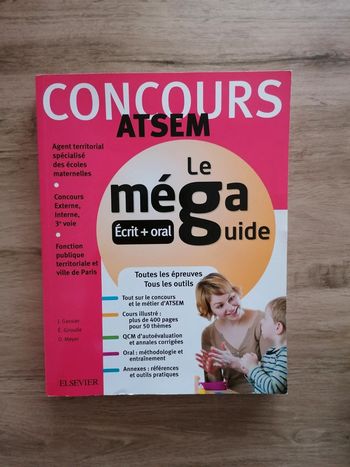 CONCOURS
ATSEM
Agent territorial
spécialisé
des écoles
maternelles
•
Concours
Externe,
Interne,
3e voie
•
Fonction
publique
territoriale et
ville de Paris
Le
méga
Écrit + oral
guide
Toutes les épreuves
Tous les outils
Tout sur le concours
et le métier d'ATSEM
Cours illustré :
plus de 400 pages
pour 50 thèmes
QCM d'autoévaluation
et annales corrigées
Oral : méthodologie et
entraînement
Annexes : références
et outils pratiques
J. Gassier
É. Girodie
O. Meyer
ELSEVIER